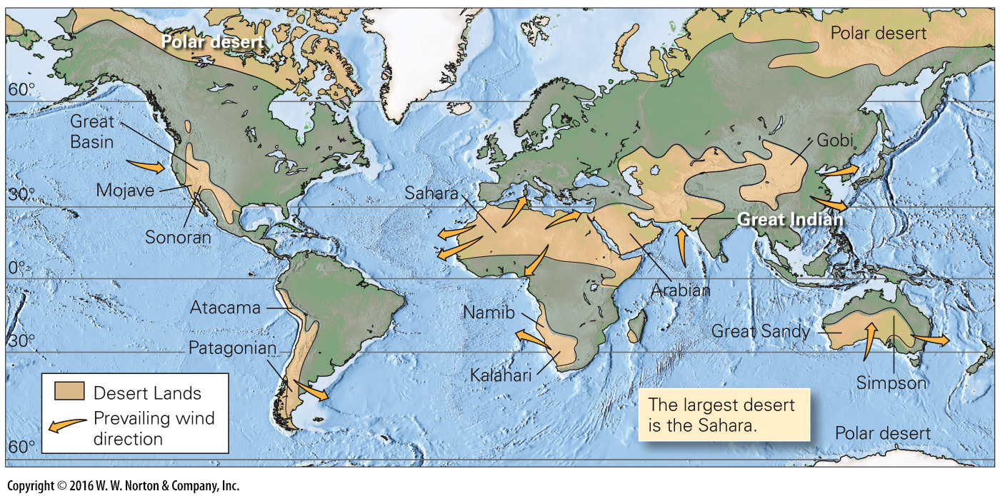 Polar desert
Polar desert
60°
Great
Basin
Gobi
Mojave
30°
Sahara
Great Indian
Sonoran
0°
Arabian
Atacama
Namib
Great Sandy
Patagonian
30°
Kalahari
Simpson
Desert Lands
Prevailing wind
direction
The largest desert
is the Sahara.
Polar desert
60°
Copyright © 2016 W. W. Norton & Company, Inc.